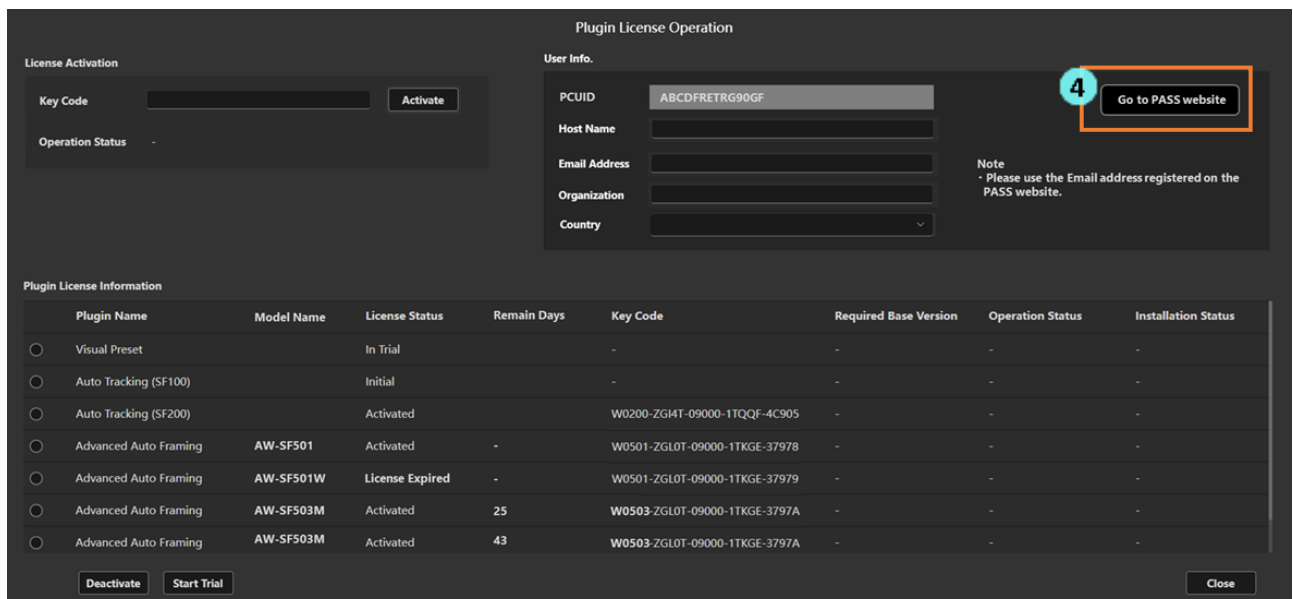 Plugin License Operation
License Activation
Key Code
Activate
Operation Status -
User Info.
PCUID ABCDFRETRG90GF
Host Name
Email Address
Organization
Country
4
Go to PASS website
Note
- Please use the Email address registered on the
PASS website.
Plugin License Information
Plugin Name Model Name License Status Remain Days Key Code Required Base Version Operation Status Installation Status
Visual Preset In Trial - - - -
Auto Tracking (SF100) Initial - - - -
Auto Tracking (SF200) Activated W0200-ZGI4T-09000-1TQQF-4C905 - - -
Advanced Auto Framing AW-SF501 Activated - W0501-ZGL0T-09000-1TKGE-37978 - - -
Advanced Auto Framing AW-SF501W License Expired - W0501-ZGL0T-09000-1TKGE-37979 - - -
Advanced Auto Framing AW-SF503M Activated 25 W0503-ZGL0T-09000-1TKGE-3797A - - -
Advanced Auto Framing AW-SF503M Activated 43 W0503-ZGL0T-09000-1TKGE-3797A - - -
Deactivate Start Trial Close